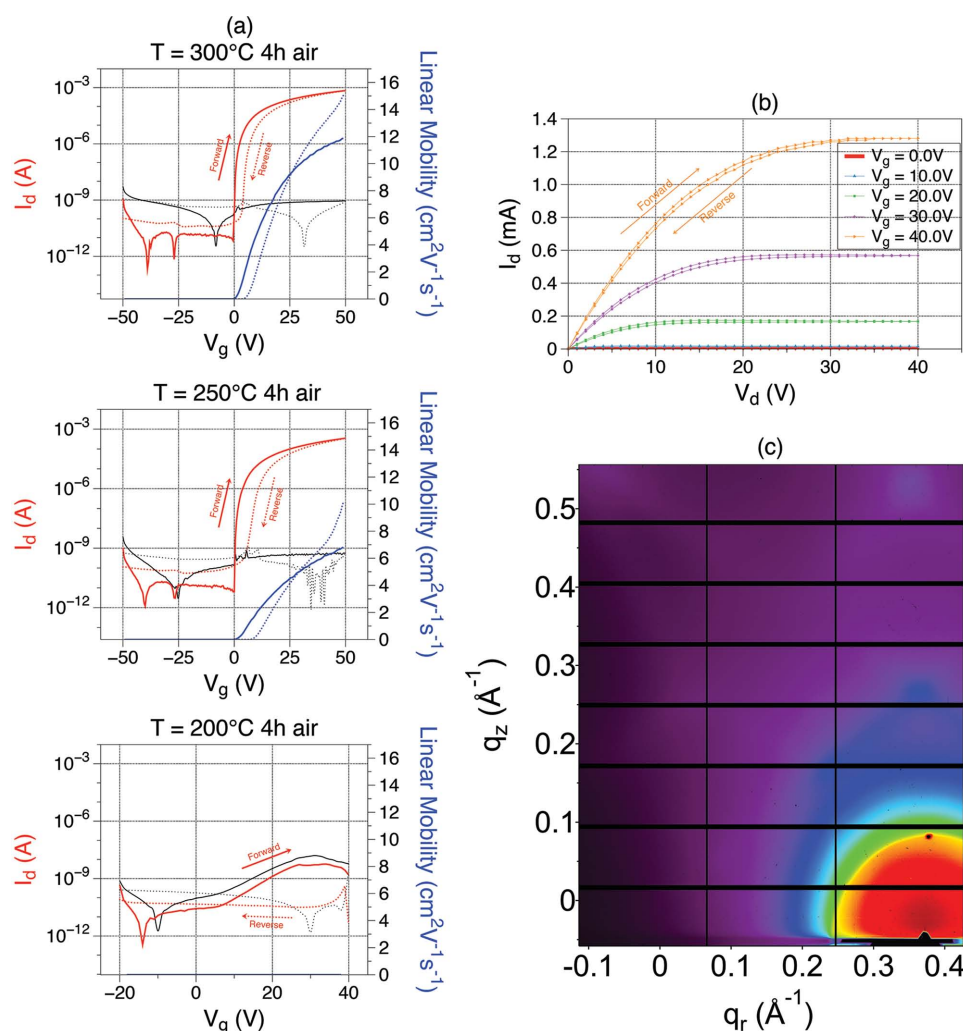 (a)
T = 300°C 4h air
10⁻³
10⁻⁶
10⁻⁹
10⁻¹²
I_d (A)
16
14
12
10
8
6
4
2
0
Linear Mobility (cm²V⁻¹s⁻¹)
Forward
Reverse
−50
−25
0
25
50
V_g (V)
T = 250°C 4h air
10⁻³
10⁻⁶
10⁻⁹
10⁻¹²
I_d (A)
16
14
12
10
8
6
4
2
0
Linear Mobility (cm²V⁻¹s⁻¹)
Forward
Reverse
−50
−25
0
25
50
V_g (V)
T = 200°C 4h air
10⁻³
10⁻⁶
10⁻⁹
10⁻¹²
I_d (A)
16
14
12
10
8
6
4
2
0
Linear Mobility (cm²V⁻¹s⁻¹)
Forward
Reverse
−20
0
20
40
V_g (V)
(b)
1.4
1.2
1.0
0.8
0.6
0.4
0.2
0
I_d (mA)
Forward
Reverse
V_g = 0.0V
V_g = 10.0V
V_g = 20.0V
V_g = 30.0V
V_g = 40.0V
0
10
20
30
40
V_d (V)
(c)
0.5
0.4
0.3
0.2
0.1
0
q_z (Å⁻¹)
-0.1
0
0.1
0.2
0.3
0.4
q_r (Å⁻¹)